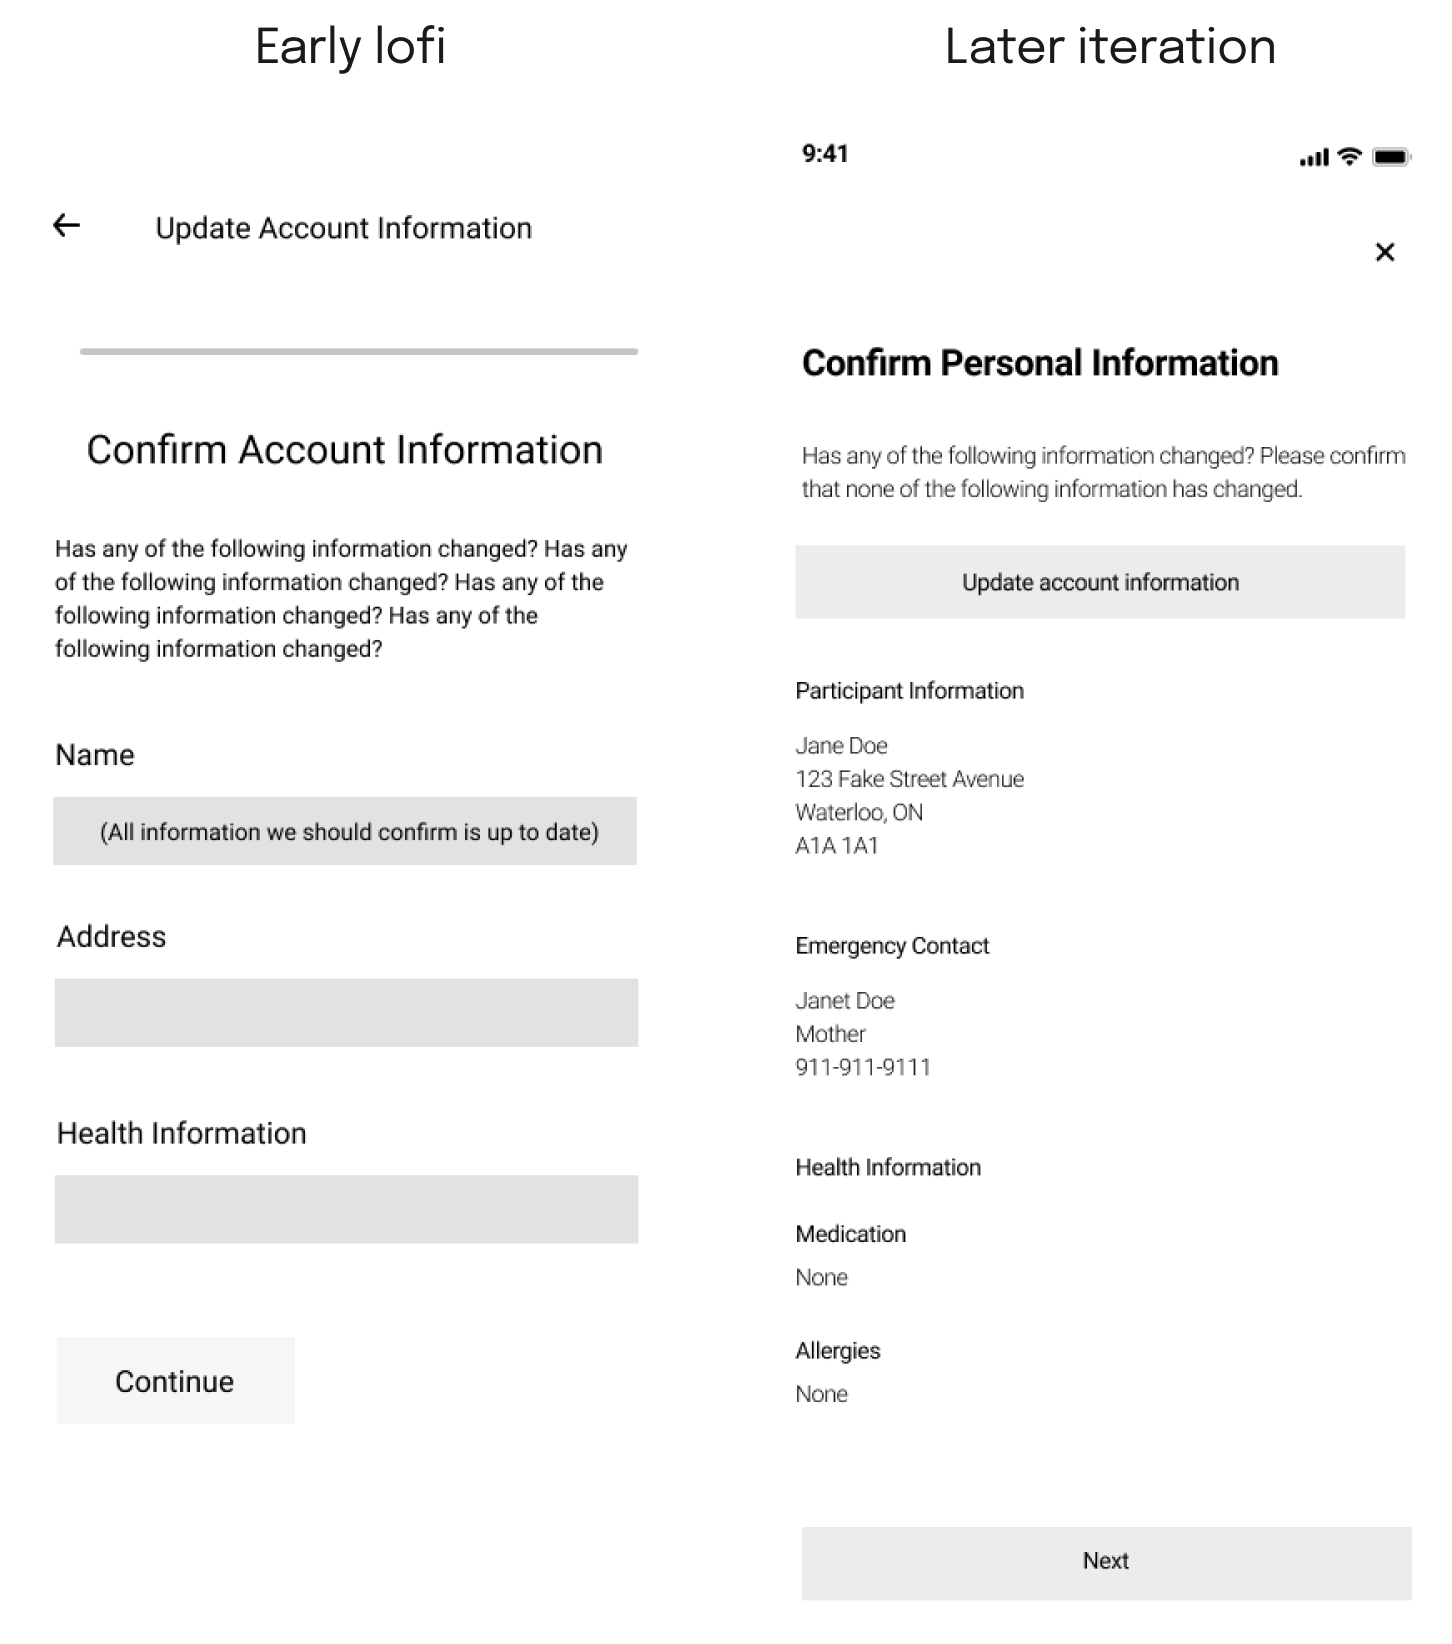 Early lofi
Update Account Information
Confirm Account Information
Has any of the following information changed? Has any
of the following information changed? Has any of the
following information changed? Has any of the
following information changed?
Name
(All information we should confirm is up to date)
Address
Health Information
Continue
Later iteration
9:41
Confirm Personal Information
Has any of the following information changed? Please confirm
that none of the following information has changed.
Update account information
Participant Information
Jane Doe
123 Fake Street Avenue
Waterloo, ON
A1A 1A1
Emergency Contact
Janet Doe
Mother
911-911-9111
Health Information
Medication
None
Allergies
None
Next